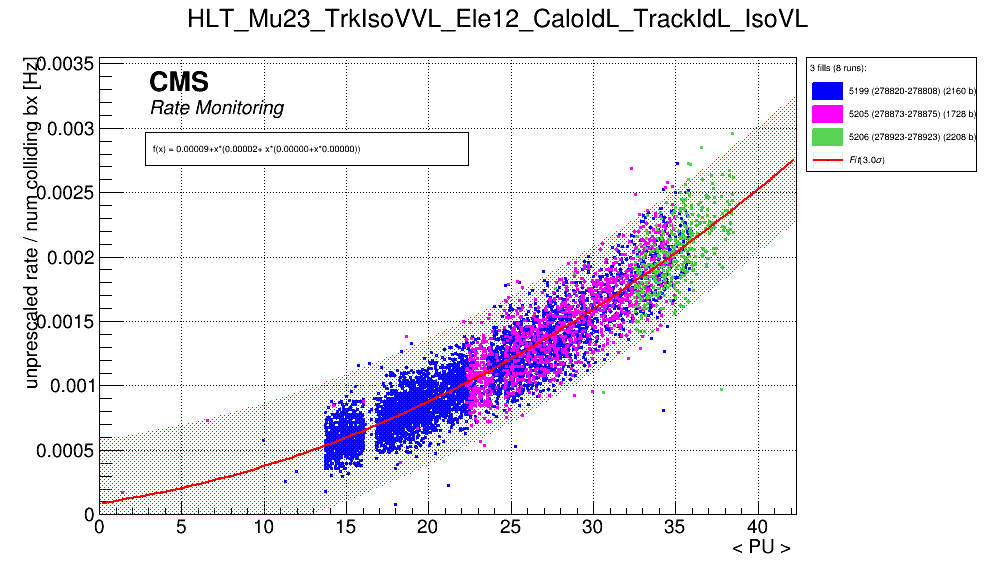 HLT_Mu23_TrkIsoVVL_Ele12_CaloIdL_TrackIdL_IsoVL
unprescaled rate / num colliding bx [Hz]
0.0035
0.003
0.0025
0.002
0.0015
0.001
0.0005
0
CMS
Rate Monitoring
f(x) = 0.00009+x*(0.00002+ x*(0.00000+x*0.00000))
0 5 10 15 20 25 30 35 40
< PU >
3 fills (8 runs):
5199 (278820-278808) (2160 b)
5205 (278873-278875) (1728 b)
5206 (278923-278923) (2208 b)
Fit(3.0σ)